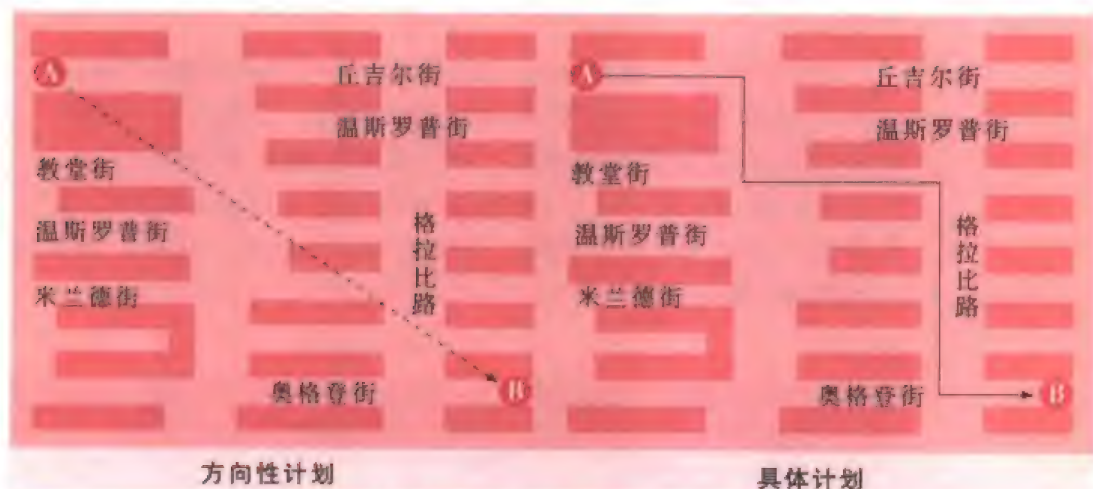 A
丘吉尔街
温斯罗普街
教堂街
温斯罗普街
米兰德街
格拉比路
奥格登街
B
方向性计划
A
丘吉尔街
温斯罗普街
教堂街
温斯罗普街
米兰德街
格拉比路
奥格登街
B
具体计划